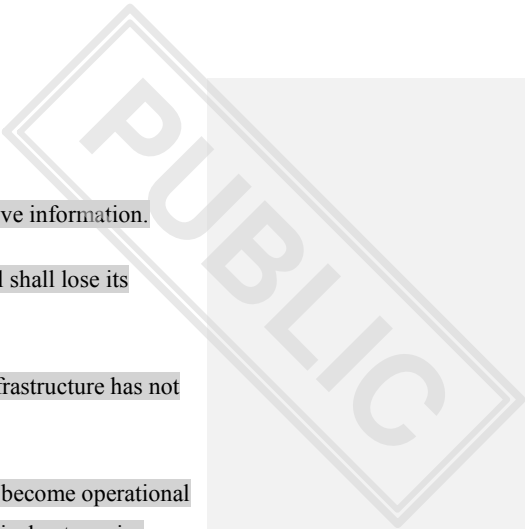 PUBLIC
ve information.
l shall lose its
frastructure has not
become operational